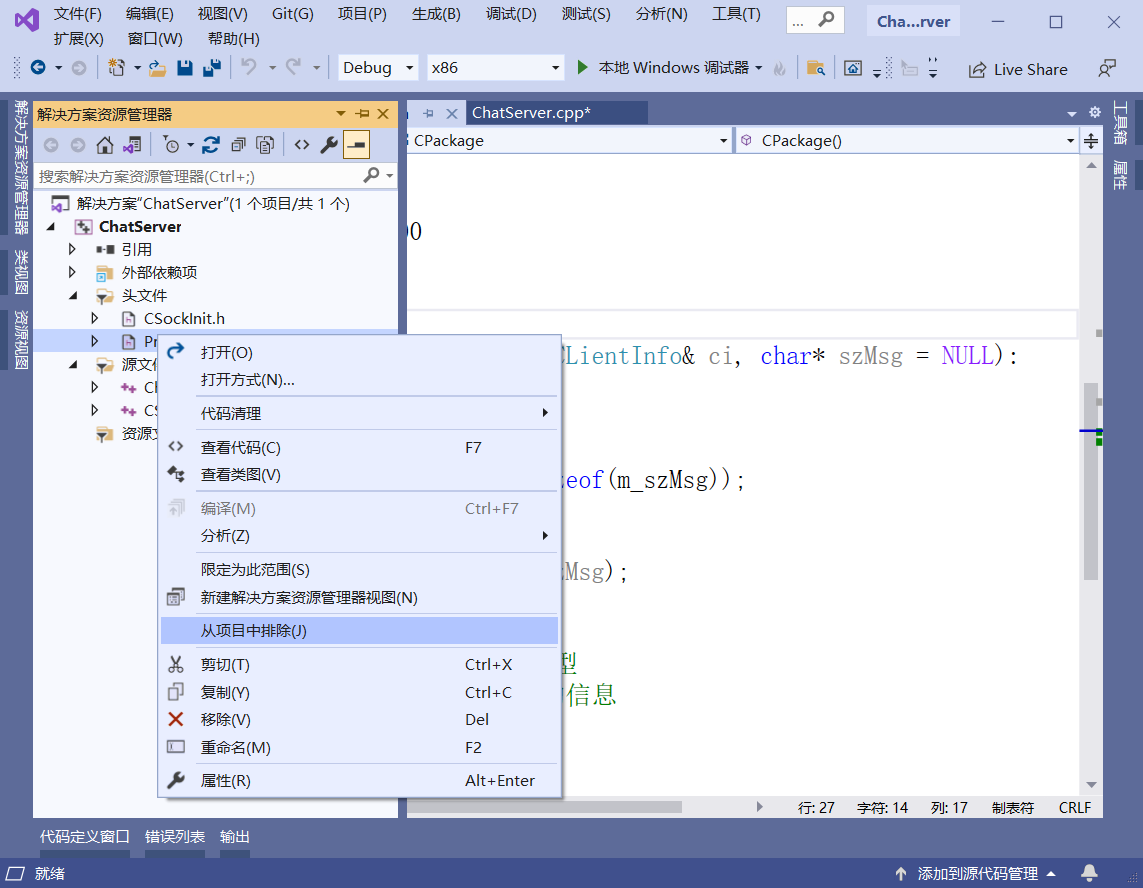 文件(F) 编辑(E) 视图(V) Git(G) 项目(P) 生成(B) 调试(D) 测试(S) 分析(N) 工具(T) ... Cha...rver
扩展(X) 窗口(W) 帮助(H)
Debug x86 本地 Windows 调试器 Live Share
解决方案资源管理器
类视图
资源视图
解决方案资源管理器
搜索解决方案资源管理器(Ctrl+;)
解决方案"ChatServer"(1 个项目/共 1 个)
ChatServer
引用
外部依赖项
头文件
CSockInit.h
Pr
源文
Ch
CS
资源文
打开(O)
打开方式(N)...
代码清理
查看代码(C) F7
查看类图(V)
编译(M) Ctrl+F7
分析(Z)
限定为此范围(S)
新建解决方案资源管理器视图(N)
从项目中排除(J)
剪切(T) Ctrl+X
复制(Y) Ctrl+C
移除(V) Del
重命名(M) F2
属性(R) Alt+Enter
ChatServer.cpp*
CPackage CPackage()
0
LientInfo& ci, char* szMsg = NULL):
eof(m_szMsg));
Msg);
型
信息
行: 27 字符: 14 列: 17 制表符 CRLF
工具箱
属性
代码定义窗口 错误列表 输出
就绪 添加到源代码管理